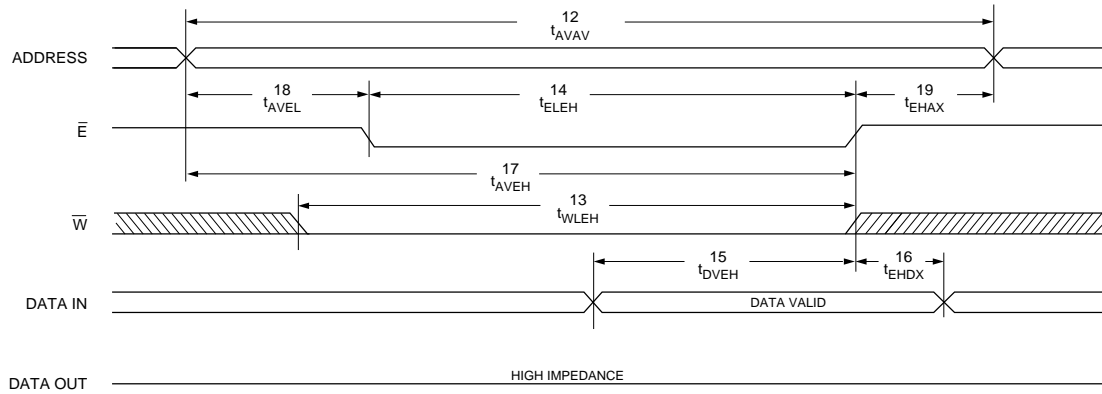 12
tAVAV
ADDRESS
18
tAVEL
14
tELEH
19
tEHAX
E̅
17
tAVEH
13
tWLEH
W̅
15
tDVEH
16
tEHDX
DATA IN
DATA VALID
DATA OUT
HIGH IMPEDANCE